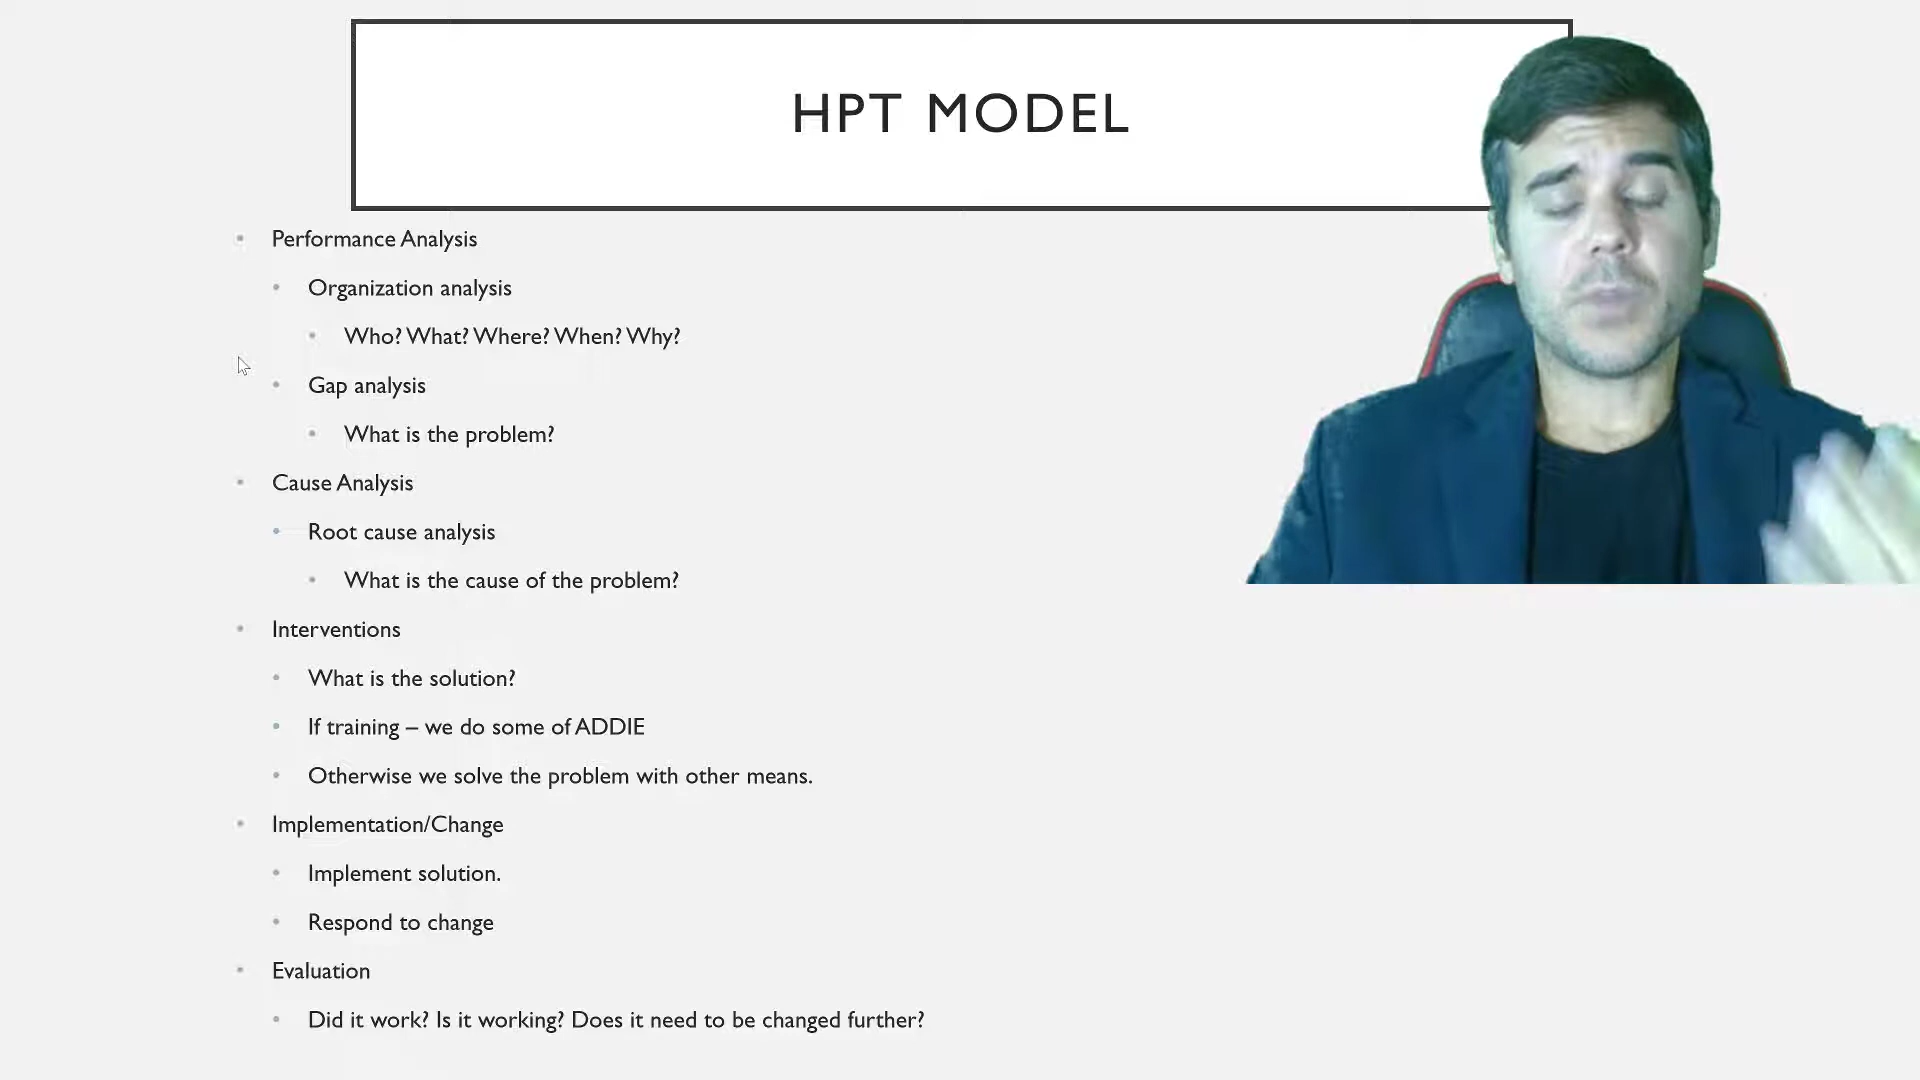 HPT MODEL
Performance Analysis
Organization analysis
Who? What? Where? When? Why?
Gap analysis
What is the problem?
Cause Analysis
Root cause analysis
What is the cause of the problem?
Interventions
What is the solution?
If training – we do some of ADDIE
Otherwise we solve the problem with other means.
Implementation/Change
Implement solution.
Respond to change
Evaluation
Did it work? Is it working? Does it need to be changed further?